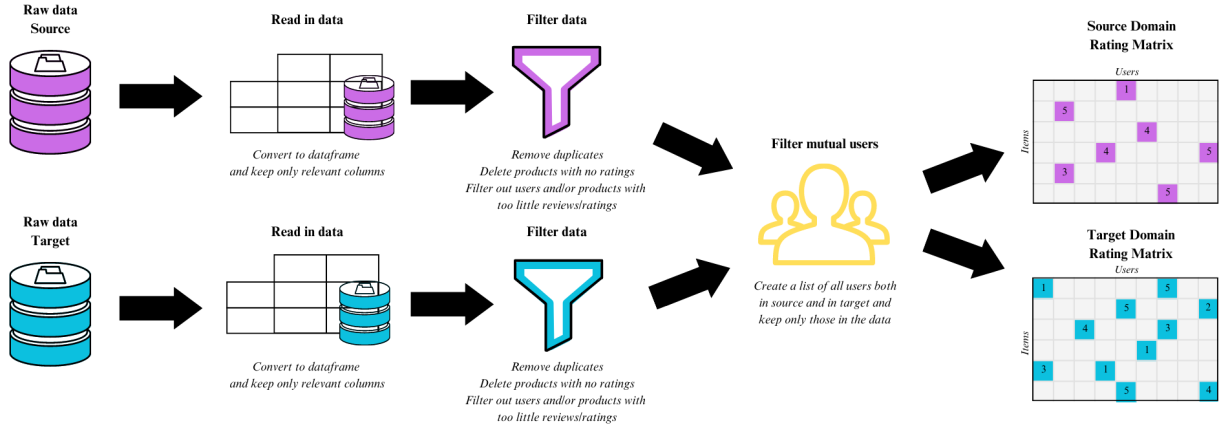 Raw data
Source
Read in data
Convert to dataframe
and keep only relevant columns
Filter data
Remove duplicates
Delete products with no ratings
Filter out users and/or products with
too little reviews/ratings
Raw data
Target
Read in data
Convert to dataframe
and keep only relevant columns
Filter data
Remove duplicates
Delete products with no ratings
Filter out users and/or products with
too little reviews/ratings
Filter mutual users
Create a list of all users both
in source and in target and
keep only those in the data
Source Domain
Rating Matrix
Users
Items
1
5
4
4 5
3
5
Target Domain
Rating Matrix
Users
Items
1 5
5 2
4 3
1
3 1
5 4